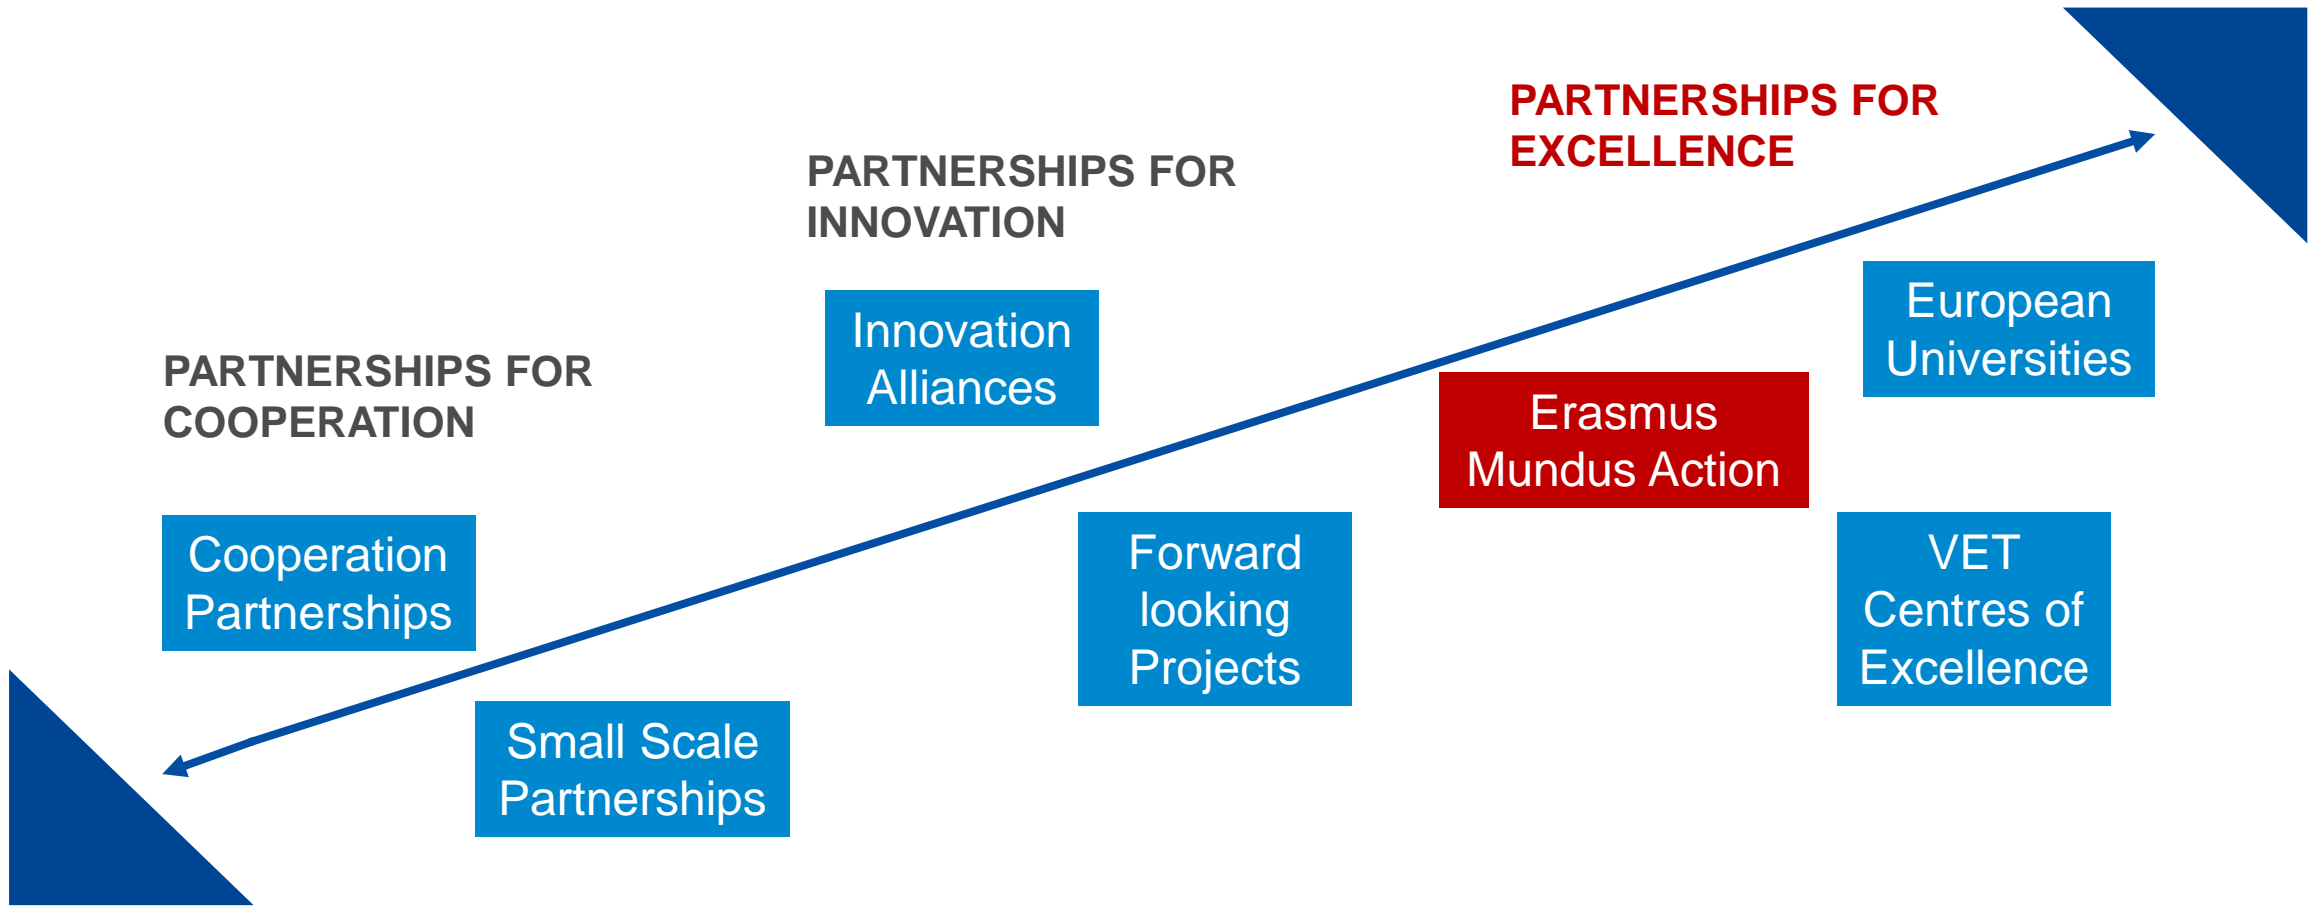 PARTNERSHIPS FOR
COOPERATION
Cooperation
Partnerships
Small Scale
Partnerships
PARTNERSHIPS FOR
INNOVATION
Innovation
Alliances
Forward
looking
Projects
PARTNERSHIPS FOR
EXCELLENCE
Erasmus
Mundus Action
European
Universities
VET
Centres of
Excellence